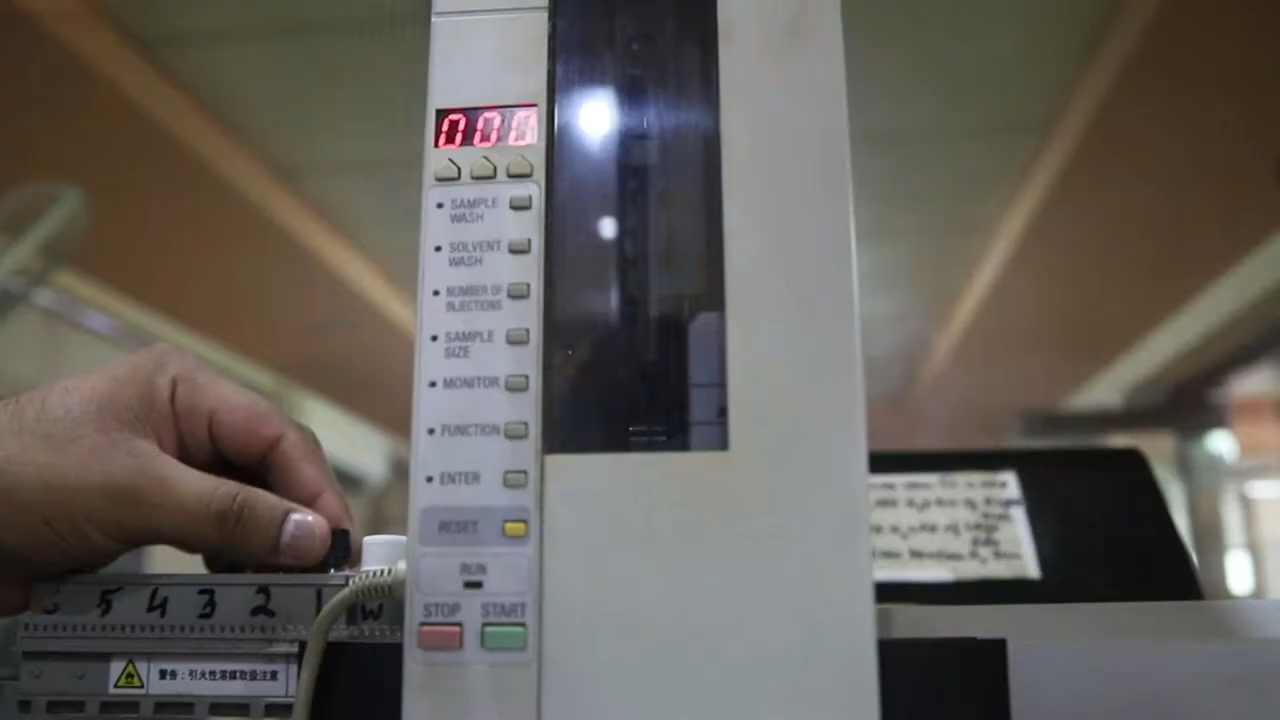 000
SAMPLE
WASH
SOLVENT
WASH
NUMBER OF
INJECTIONS
SAMPLE
SIZE
MONITOR
FUNCTION
ENTER
RESET
RUN
STOP START
5 4 3 2
W
警告：引火性溶媒取扱注意